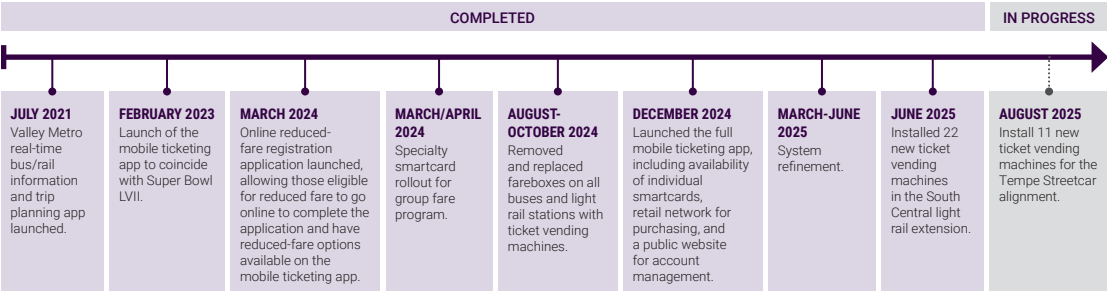 COMPLETED
IN PROGRESS
JULY 2021
Valley Metro
real-time
bus/rail
information
and trip
planning app
launched.
FEBRUARY 2023
Launch of the
mobile ticketing
app to coincide
with Super Bowl
LVII.
MARCH 2024
Online reduced-
fare registration
application launched,
allowing those eligible
for reduced fare to go
online to complete the
application and have
reduced-fare options
available on the
mobile ticketing app.
MARCH/APRIL
2024
Specialty
smartcard
rollout for
group fare
program.
AUGUST-
OCTOBER 2024
Removed
and replaced
fareboxes on all
buses and light
rail stations with
ticket vending
machines.
DECEMBER 2024
Launched the full
mobile ticketing app,
including availability
of individual
smartcards,
retail network for
purchasing, and
a public website
for account
management.
MARCH-JUNE
2025
System
refinement.
JUNE 2025
Installed 22
new ticket
vending
machines
in the South
Central light
rail extension.
AUGUST 2025
Install 11 new
ticket vending
machines for the
Tempe Streetcar
alignment.